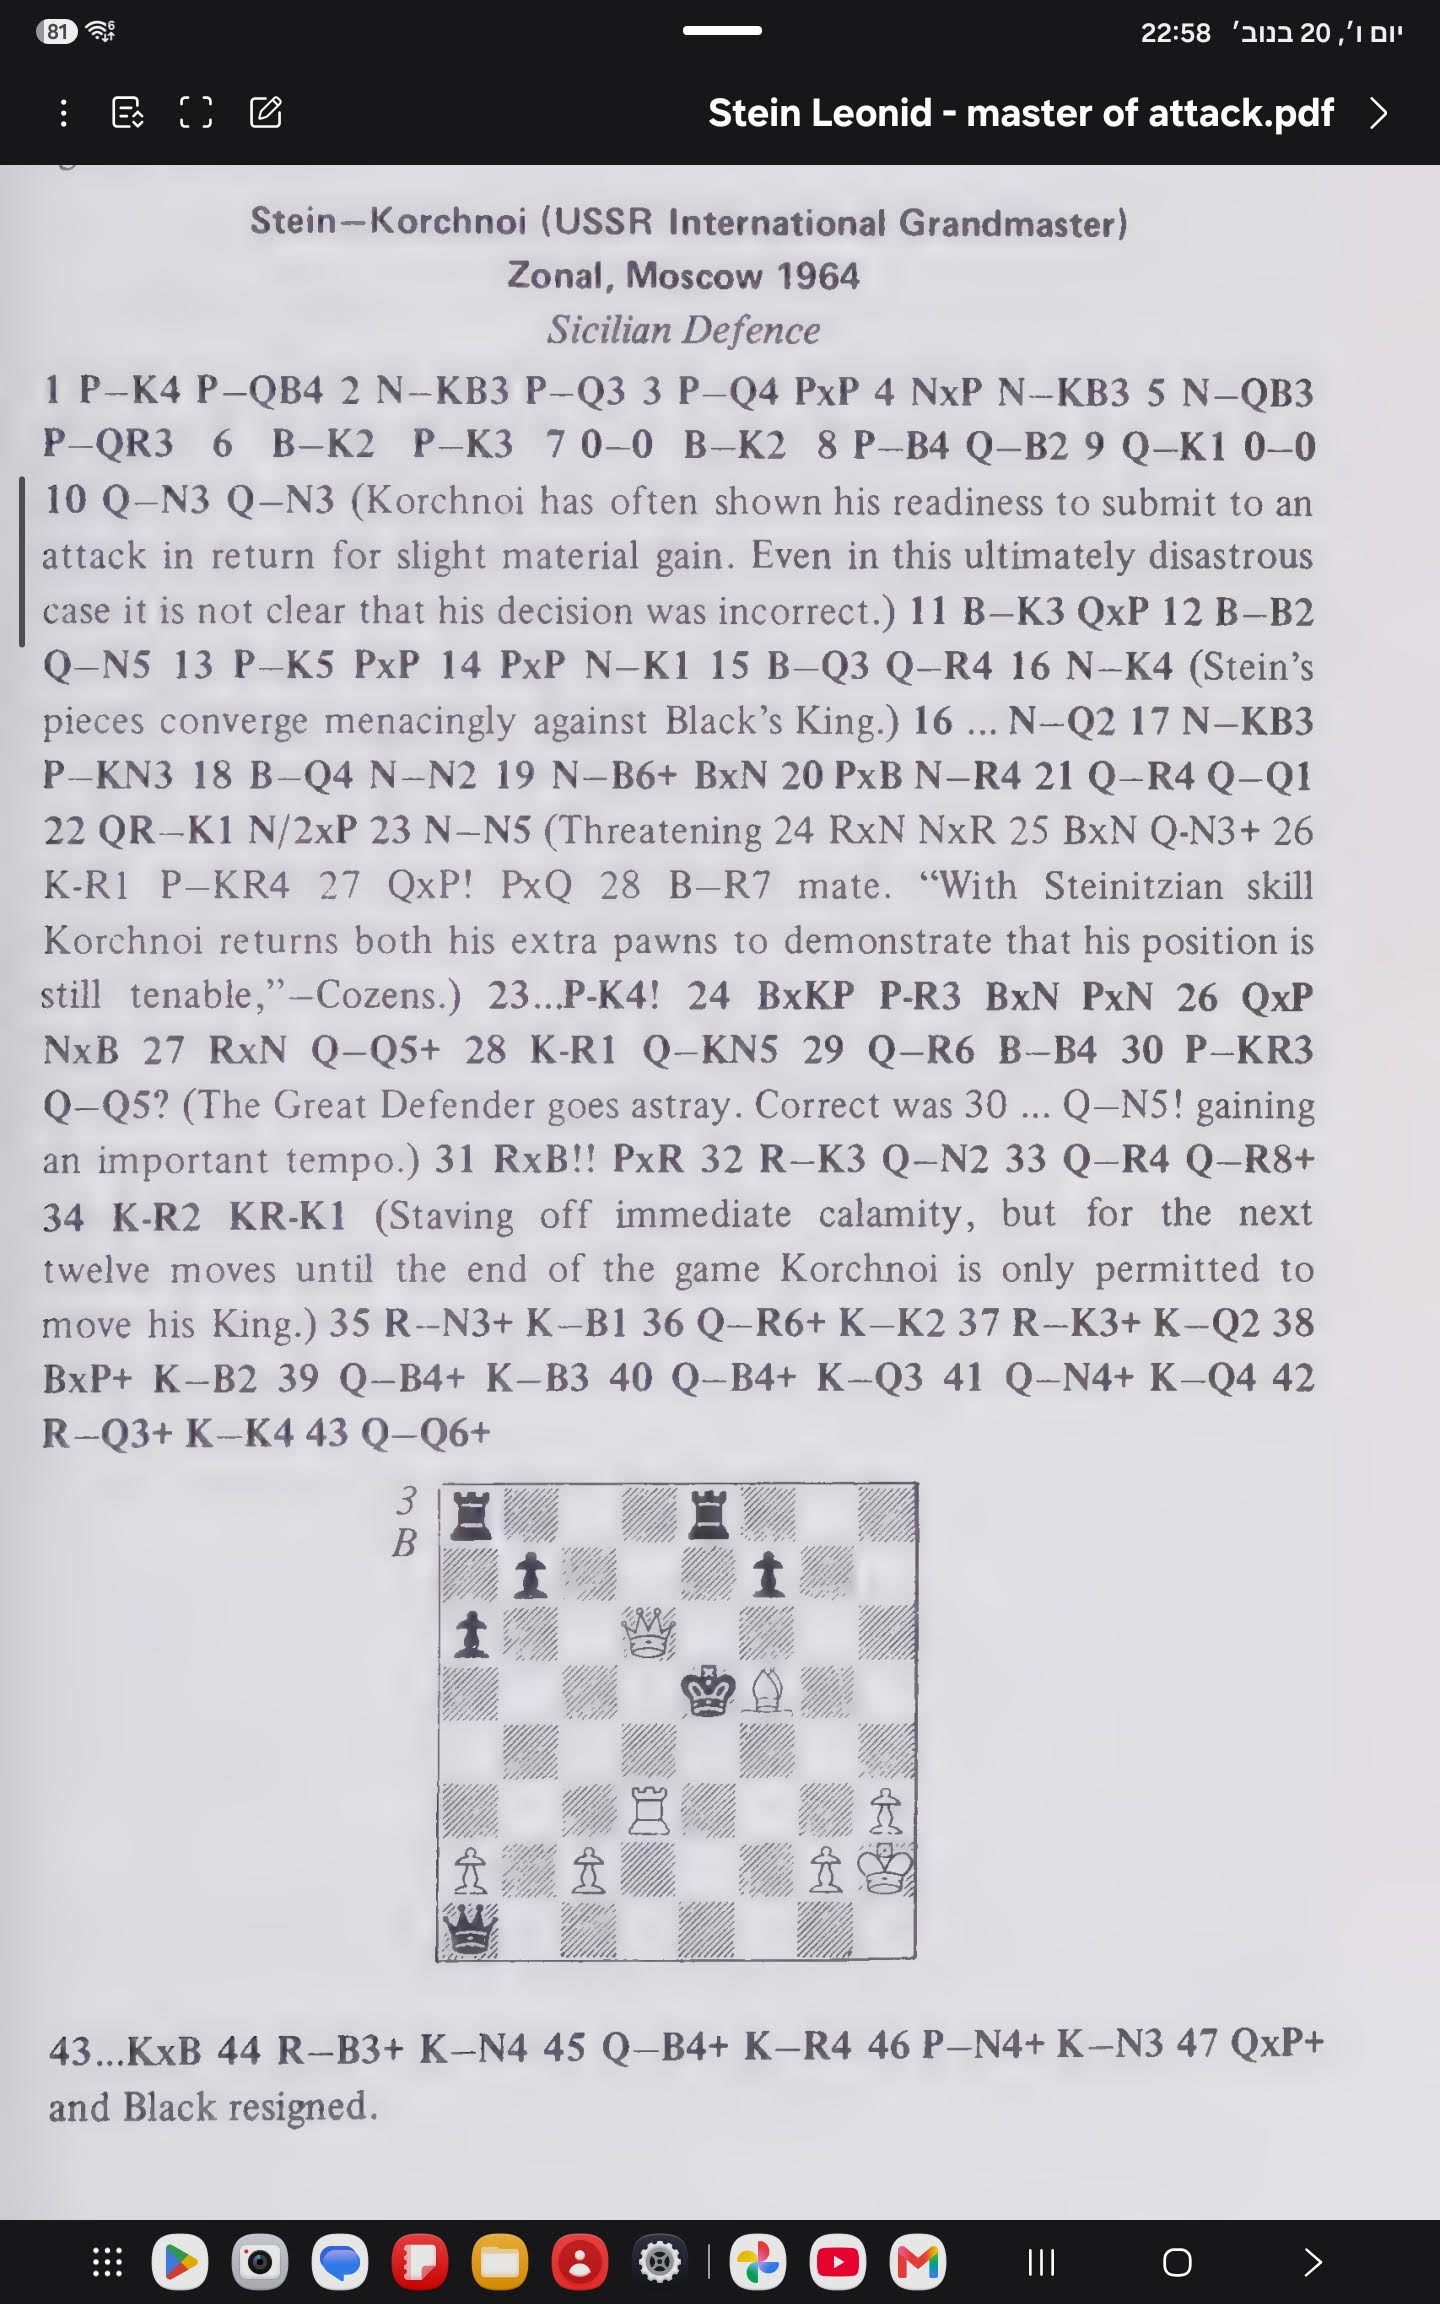 81
יום ו׳, 20 בנוב׳ 22:58
Stein Leonid - master of attack.pdf
Stein—Korchnoi (USSR International Grandmaster)
Zonal, Moscow 1964
Sicilian Defence
1 P—K4 P—QB4 2 N—KB3 P—Q3 3 P—Q4 PxP 4 NxP N—KB3 5 N—QB3
P—QR3 6 B—K2 P—K3 7 0—0 B—K2 8 P—B4 Q—B2 9 Q—K1 0—0
10 Q—N3 Q—N3 (Korchnoi has often shown his readiness to submit to an
attack in return for slight material gain. Even in this ultimately disastrous
case it is not clear that his decision was incorrect.) 11 B—K3 QxP 12 B—B2
Q—N5 13 P—K5 PxP 14 PxP N—K1 15 B—Q3 Q—R4 16 N—K4 (Stein’s
pieces converge menacingly against Black’s King.) 16 ... N—Q2 17 N—KB3
P—KN3 18 B—Q4 N—N2 19 N—B6+ BxN 20 PxB N—R4 21 Q—R4 Q—Q1
22 QR—K1 N/2xP 23 N—N5 (Threatening 24 RxN NxR 25 BxN Q-N3+ 26
K-R1 P—KR4 27 QxP! PxQ 28 B—R7 mate. “With Steinitzian skill
Korchnoi returns both his extra pawns to demonstrate that his position is
still tenable,”—Cozens.) 23...P-K4! 24 BxKP P-R3 BxN PxN 26 QxP
NxB 27 RxN Q—Q5+ 28 K-R1 Q—KN5 29 Q—R6 B—B4 30 P—KR3
Q—Q5? (The Great Defender goes astray. Correct was 30 ... Q—N5! gaining
an important tempo.) 31 RxB!! PxR 32 R—K3 Q—N2 33 Q—R4 Q—R8+
34 K-R2 KR-K1 (Staving off immediate calamity, but for the next
twelve moves until the end of the game Korchnoi is only permitted to
move his King.) 35 R--N3+ K—B1 36 Q—R6+ K—K2 37 R—K3+ K—Q2 38
BxP+ K—B2 39 Q—B4+ K—B3 40 Q—B4+ K—Q3 41 Q—N4+ K—Q4 42
R—Q3+ K—K4 43 Q—Q6+
3
B
43...KxB 44 R—B3+ K—N4 45 Q—B4+ K—R4 46 P—N4+ K—N3 47 QxP+
and Black resigned.